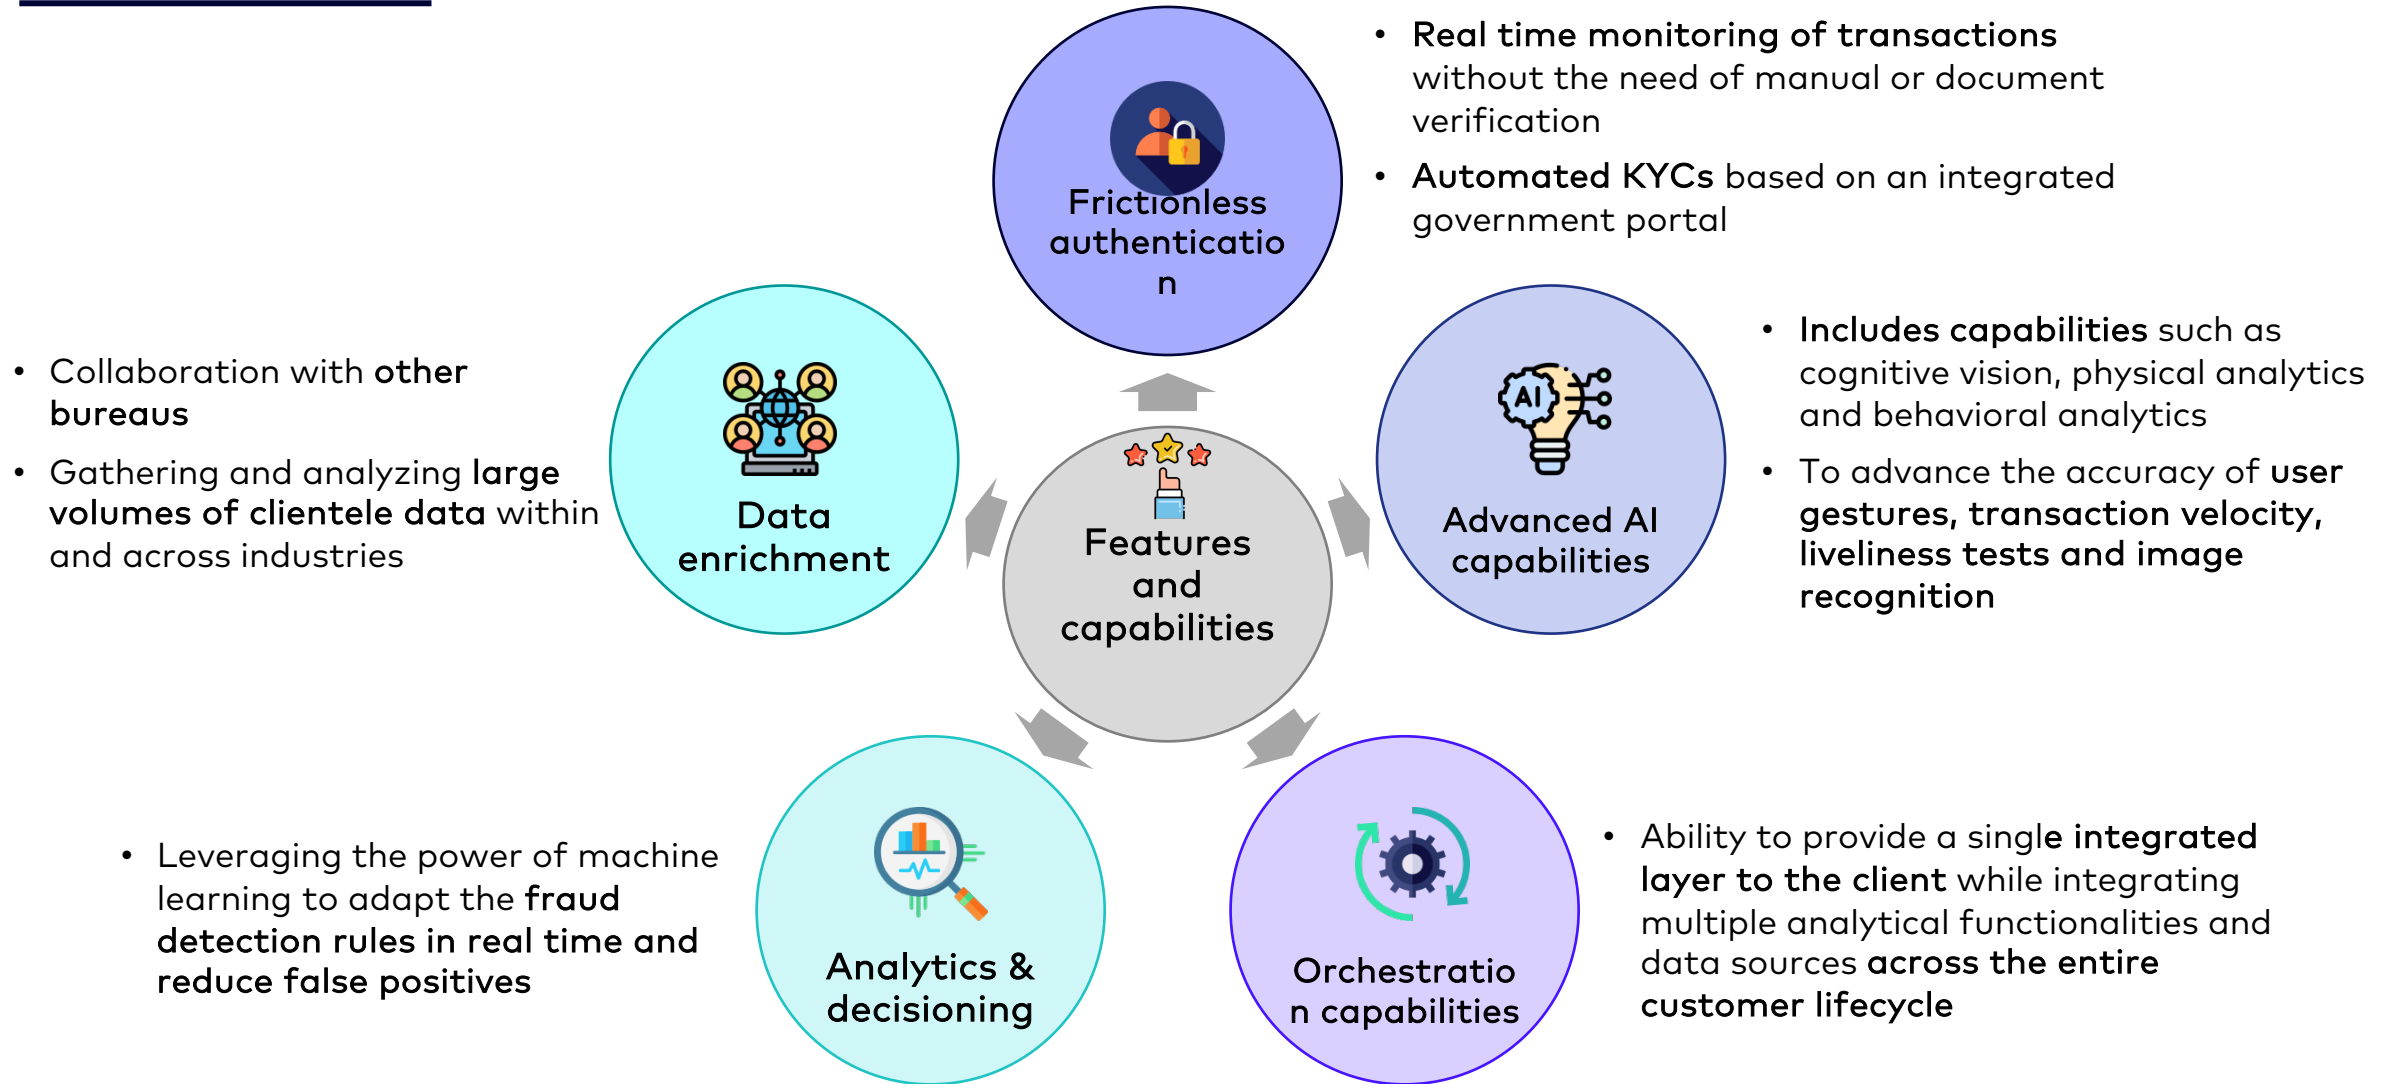 • Real time monitoring of transactions
without the need of manual or document
verification
• Automated KYCs based on an integrated
government portal
Frictionless
authenticatio
n
• Collaboration with other
bureaus
• Gathering and analyzing large
volumes of clientele data within
and across industries
Data
enrichment
Features
and
capabilities
AI
Advanced AI
capabilities
• Includes capabilities such as
cognitive vision, physical analytics
and behavioral analytics
• To advance the accuracy of user
gestures, transaction velocity,
liveliness tests and image
recognition
• Leveraging the power of machine
learning to adapt the fraud
detection rules in real time and
reduce false positives
Analytics &
decisioning
Orchestratio
n capabilities
• Ability to provide a single integrated
layer to the client while integrating
multiple analytical functionalities and
data sources across the entire
customer lifecycle